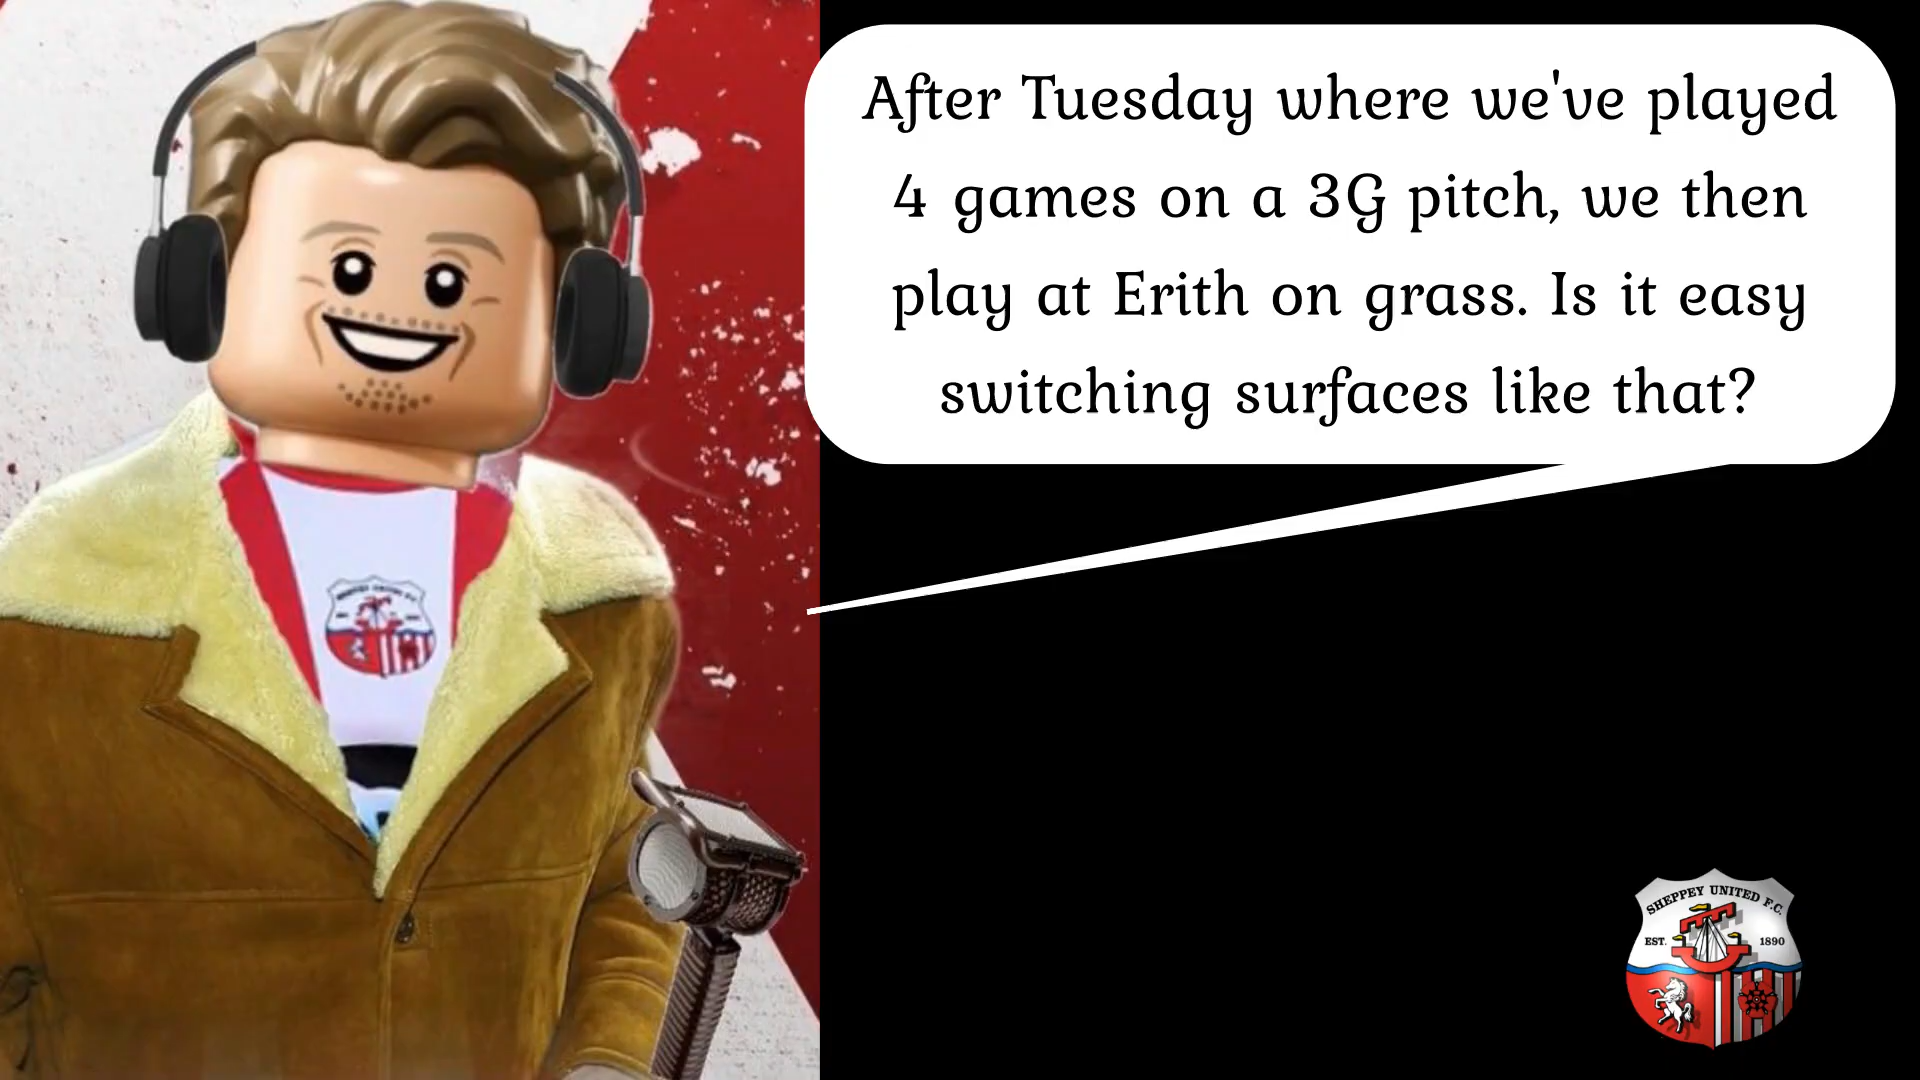 After Tuesday where we've played
4 games on a 3G pitch, we then
play at Erith on grass. Is it easy
switching surfaces like that?
SHEPPEY UNITED F.C.
EST. 1890